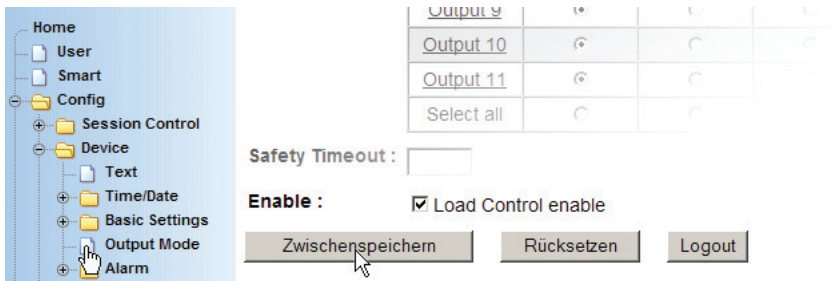 Home
User
Smart
Config
Session Control
Device
Text
Time/Date
Basic Settings
Output Mode
Alarm
Output 9
Output 10
Output 11
Select all
Safety Timeout :
Enable :
Load Control enable
Zwischenspeichern
Rücksetzen
Logout